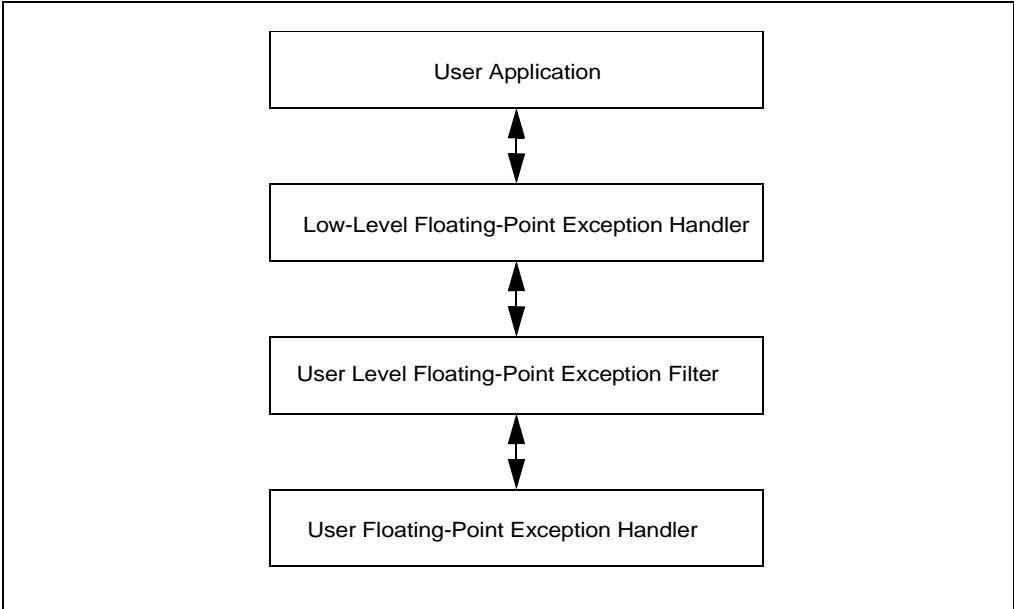 User Application
Low-Level Floating-Point Exception Handler
User Level Floating-Point Exception Filter
User Floating-Point Exception Handler